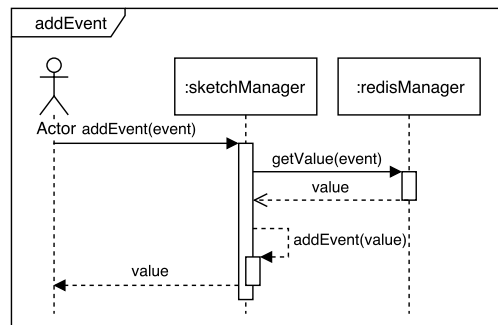 addEvent
:sketchManager
:redisManager
Actor
addEvent(event)
getValue(event)
value
addEvent(value)
value